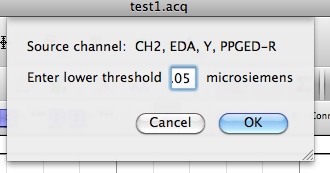 test1.acq
Source channel: CH2, EDA, Y, PPGED-R
Enter lower threshold .05 microsiemens
Cancel OK